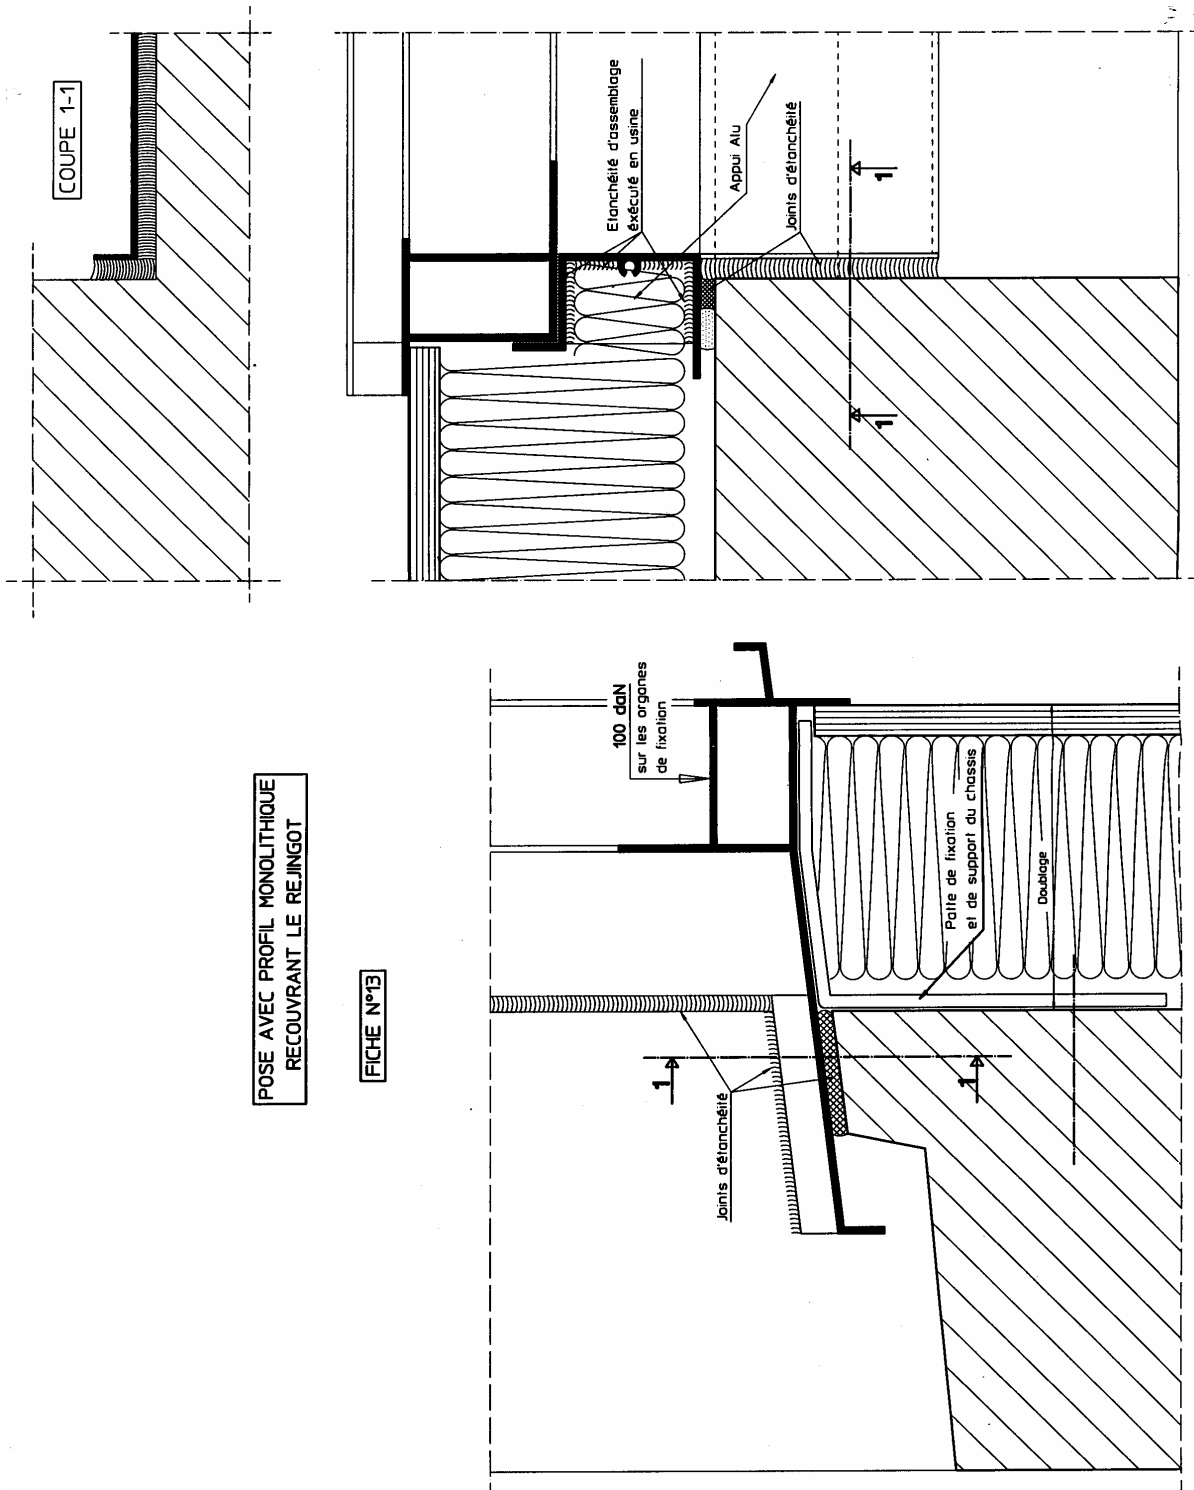 POSE AVEC PROFIL MONOLITHIQUE
RECOUVRANT LE REJINGOT
FICHE N°13
COUPE 1-1
Etanchéité d'assemblage
éxécuté en usine
Appui Alu
Joints d'étanchéité
1
1
100 daN
sur les organes
de fixation
Joints d'étanchéité
1
1
Patte de fixation
et de support du chassis
Doublage